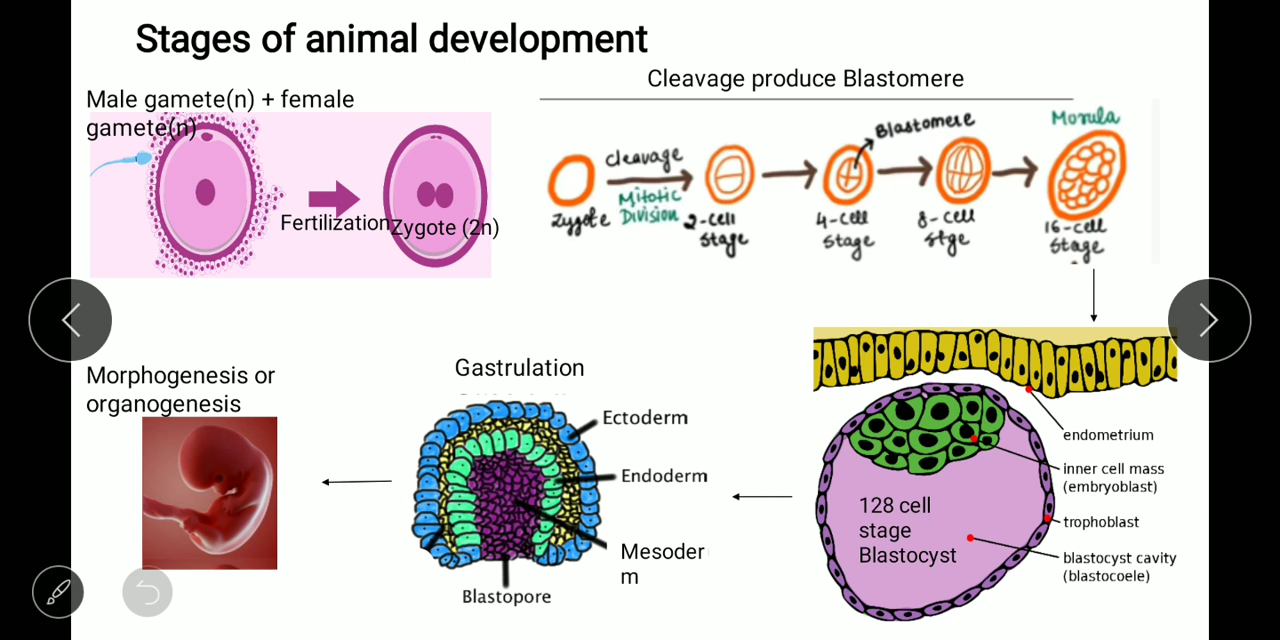 Stages of animal development
Cleavage produce Blastomere
Male gamete(n) + female
gamete(n)
Fertilization
Zygote (2n)
Zygote
cleavage
Mitotic
Division
2-cell
stage
Blastomere
4-cell
stage
8-cell
stge
Morula
16-cell
stage
endometrium
inner cell mass
(embryoblast)
trophoblast
blastocyst cavity
(blastocoele)
128 cell
stage
Blastocyst
Gastrulation
Ectoderm
Endoderm
Mesoder
m
Blastopore
Morphogenesis or
organogenesis